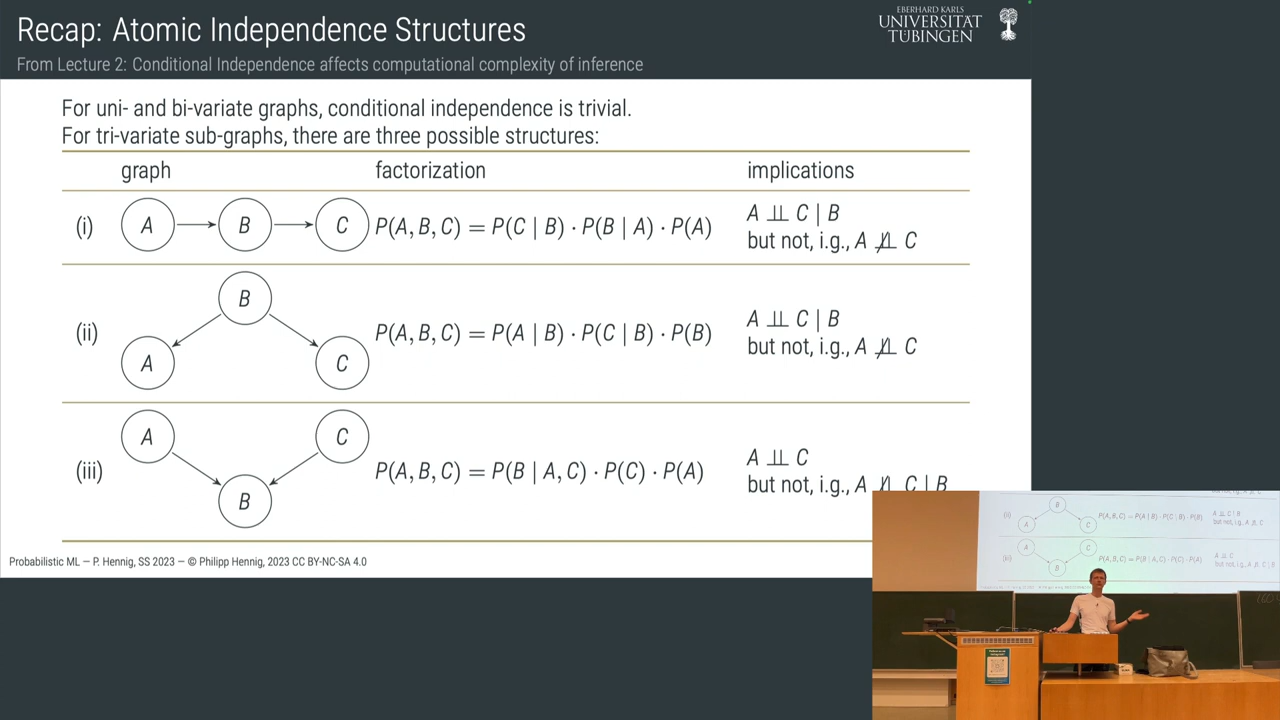 Recap: Atomic Independence Structures
From Lecture 2: Conditional Independence affects computational complexity of inference
EBERHARD KARLS
UNIVERSITÄT
TÜBINGEN
For uni- and bi-variate graphs, conditional independence is trivial.
For tri-variate sub-graphs, there are three possible structures:
graph factorization implications
(i) A B C P(A, B, C) = P(C | B) · P(B | A) · P(A) A ⫫ C | B
but not, i.g., A ⫫̸ C
B
(ii) P(A, B, C) = P(A | B) · P(C | B) · P(B) A ⫫ C | B
but not, i.g., A ⫫̸ C
A C
A C
(iii) P(A, B, C) = P(B | A, C) · P(C) · P(A) A ⫫ C
but not, i.g., A ⫫̸ C | B
B
Probabilistic ML — P. Hennig, SS 2023 — © Philipp Hennig, 2023 CC BY-NC-SA 4.0
(ii) B A C P(A, B, C) = P(A | B) · P(C | B) · P(B) A ⫫ C | B
(iii) A C B P(A, B, C) = P(B | A, C) · P(C) · P(A) A ⫫ C